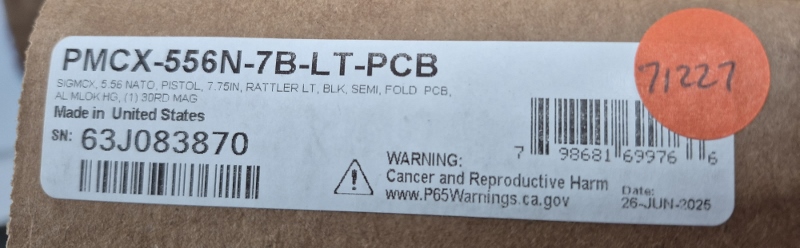 PMCX-556N-7B-LT-PCB
SIGMCX, 5.56 NATO, PISTOL, 7.75IN, RATTLER LT, BLK, SEMI, FOLD PCB,
AL MLOK HG, (1) 30RD MAG
Made in United States
SN: 63J083870
WARNING:
Cancer and Reproductive Harm
www.P65Warnings.ca.gov
71227
7 98681 69976 6
Date:
26-JUN-2025